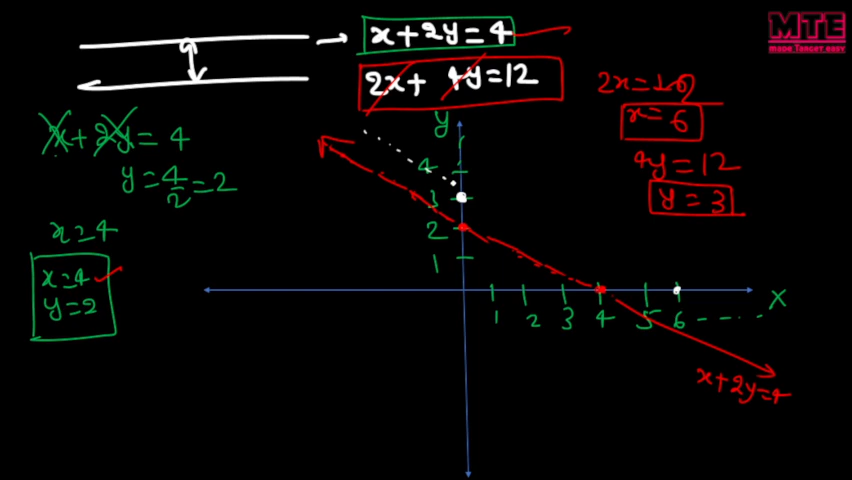 x+2y=4
2x+4y=12
MTE
made Target easy
x+2y=4
y=4/2=2
x=4
x=4
y=2
2x=12
x=6
4y=12
y=3
y
4
3
2
1
1 2 3 4 5 6 - - - -
x
x+2y=4